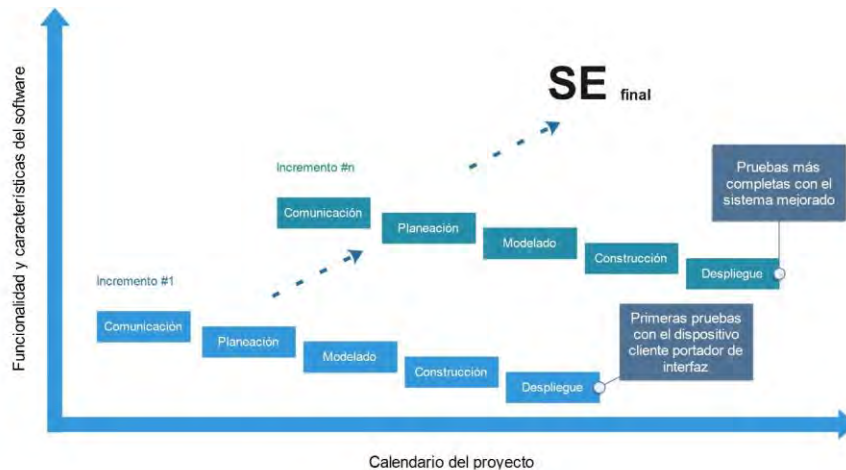 Funcionalidad y características del software
SE final
Incremento #n
Comunicación
Planeación
Modelado
Construcción
Despliegue
Pruebas más
completas con el
sistema mejorado
Incremento #1
Comunicación
Planeación
Modelado
Construcción
Despliegue
Primeras pruebas
con el dispositivo
cliente portador de
interfaz
Calendario del proyecto